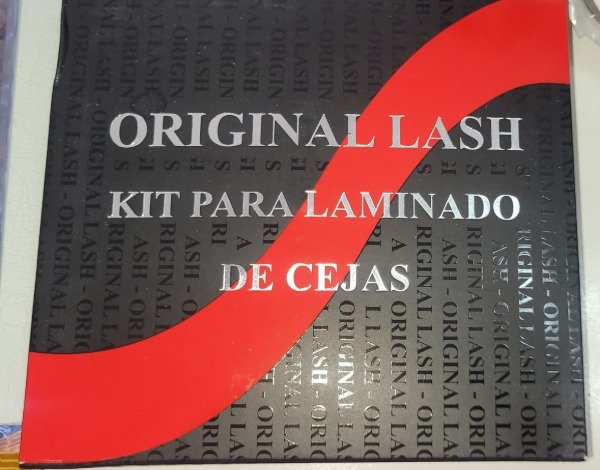 ORIGINAL LASH
KIT PARA LAMINADO
DE CEJAS